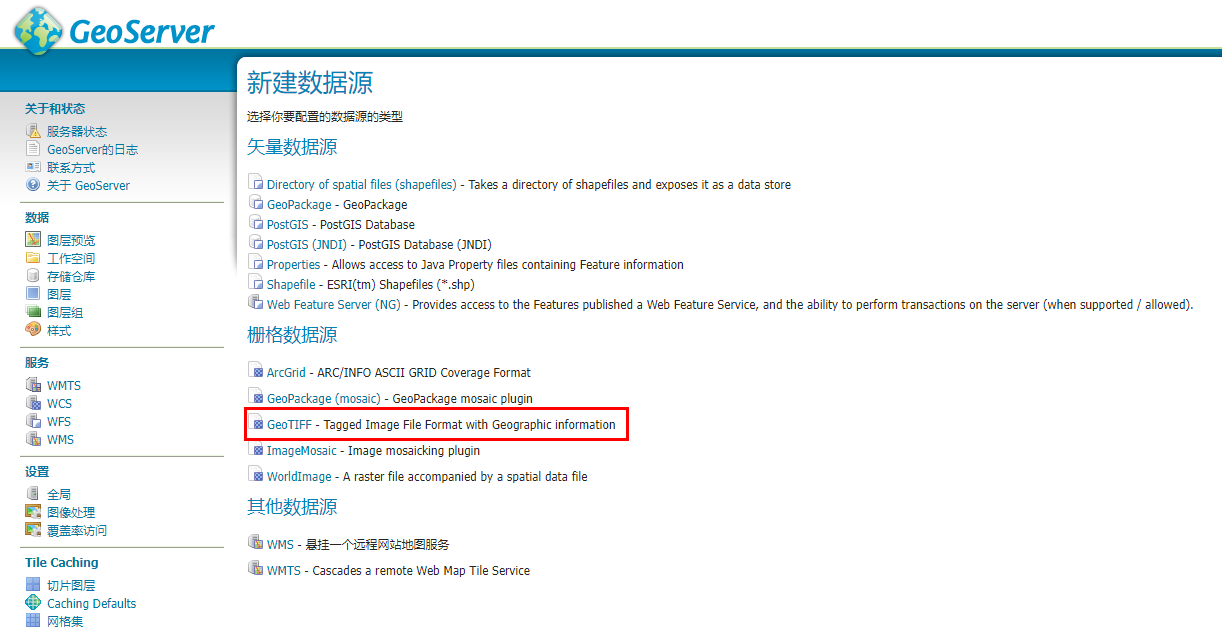 GeoServer
关于和状态
服务器状态
GeoServer的日志
联系方式
关于 GeoServer
数据
图层预览
工作空间
存储仓库
图层
图层组
样式
服务
WMTS
WCS
WFS
WMS
设置
全局
图像处理
覆盖率访问
Tile Caching
切片图层
Caching Defaults
网格集
新建数据源
选择你要配置的数据源的类型
矢量数据源
Directory of spatial files (shapefiles) - Takes a directory of shapefiles and exposes it as a data store
GeoPackage - GeoPackage
PostGIS - PostGIS Database
PostGIS (JNDI) - PostGIS Database (JNDI)
Properties - Allows access to Java Property files containing Feature information
Shapefile - ESRI(tm) Shapefiles (*.shp)
Web Feature Server (NG) - Provides access to the Features published a Web Feature Service, and the ability to perform transactions on the server (when supported / allowed).
栅格数据源
ArcGrid - ARC/INFO ASCII GRID Coverage Format
GeoPackage (mosaic) - GeoPackage mosaic plugin
GeoTIFF - Tagged Image File Format with Geographic information
ImageMosaic - Image mosaicking plugin
WorldImage - A raster file accompanied by a spatial data file
其他数据源
WMS - 悬挂一个远程网站地图服务
WMTS - Cascades a remote Web Map Tile Service